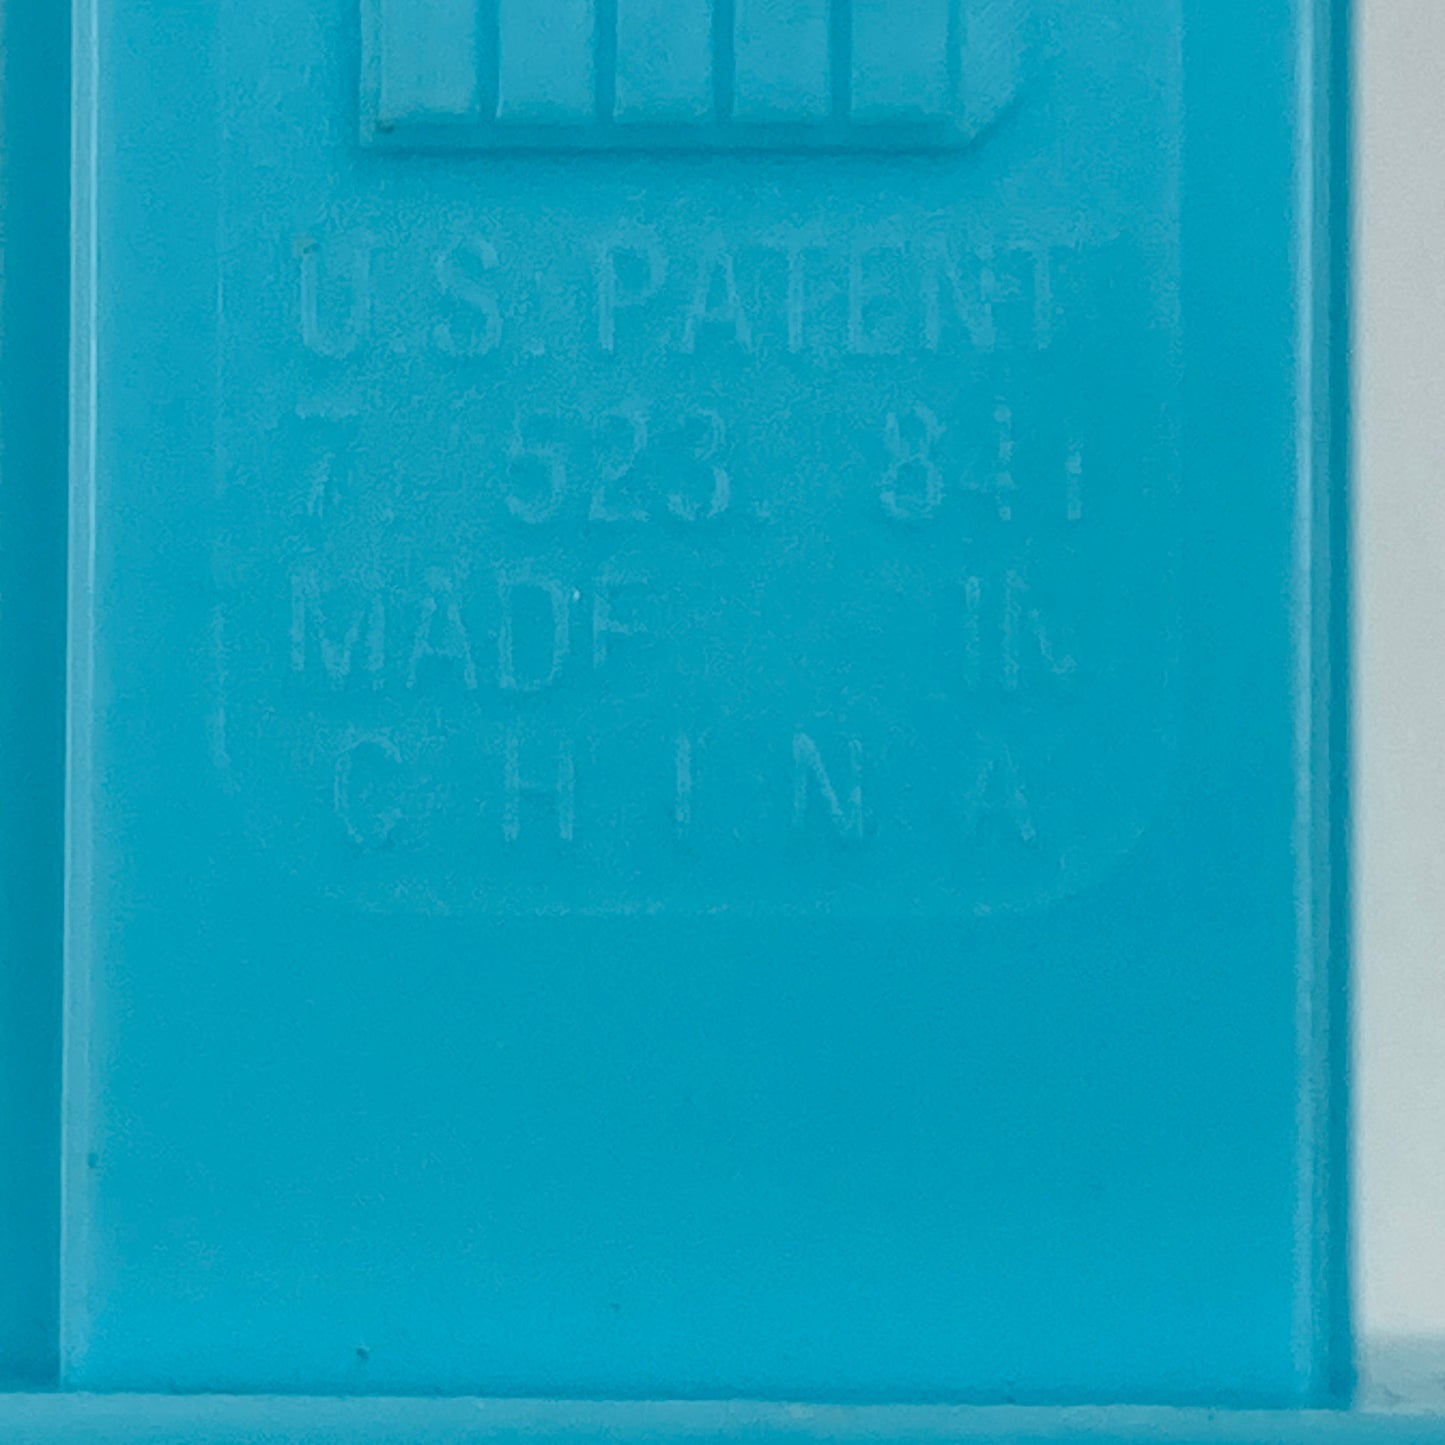 U.S. PATENT
7. 523. 841
MADE IN
CHINA